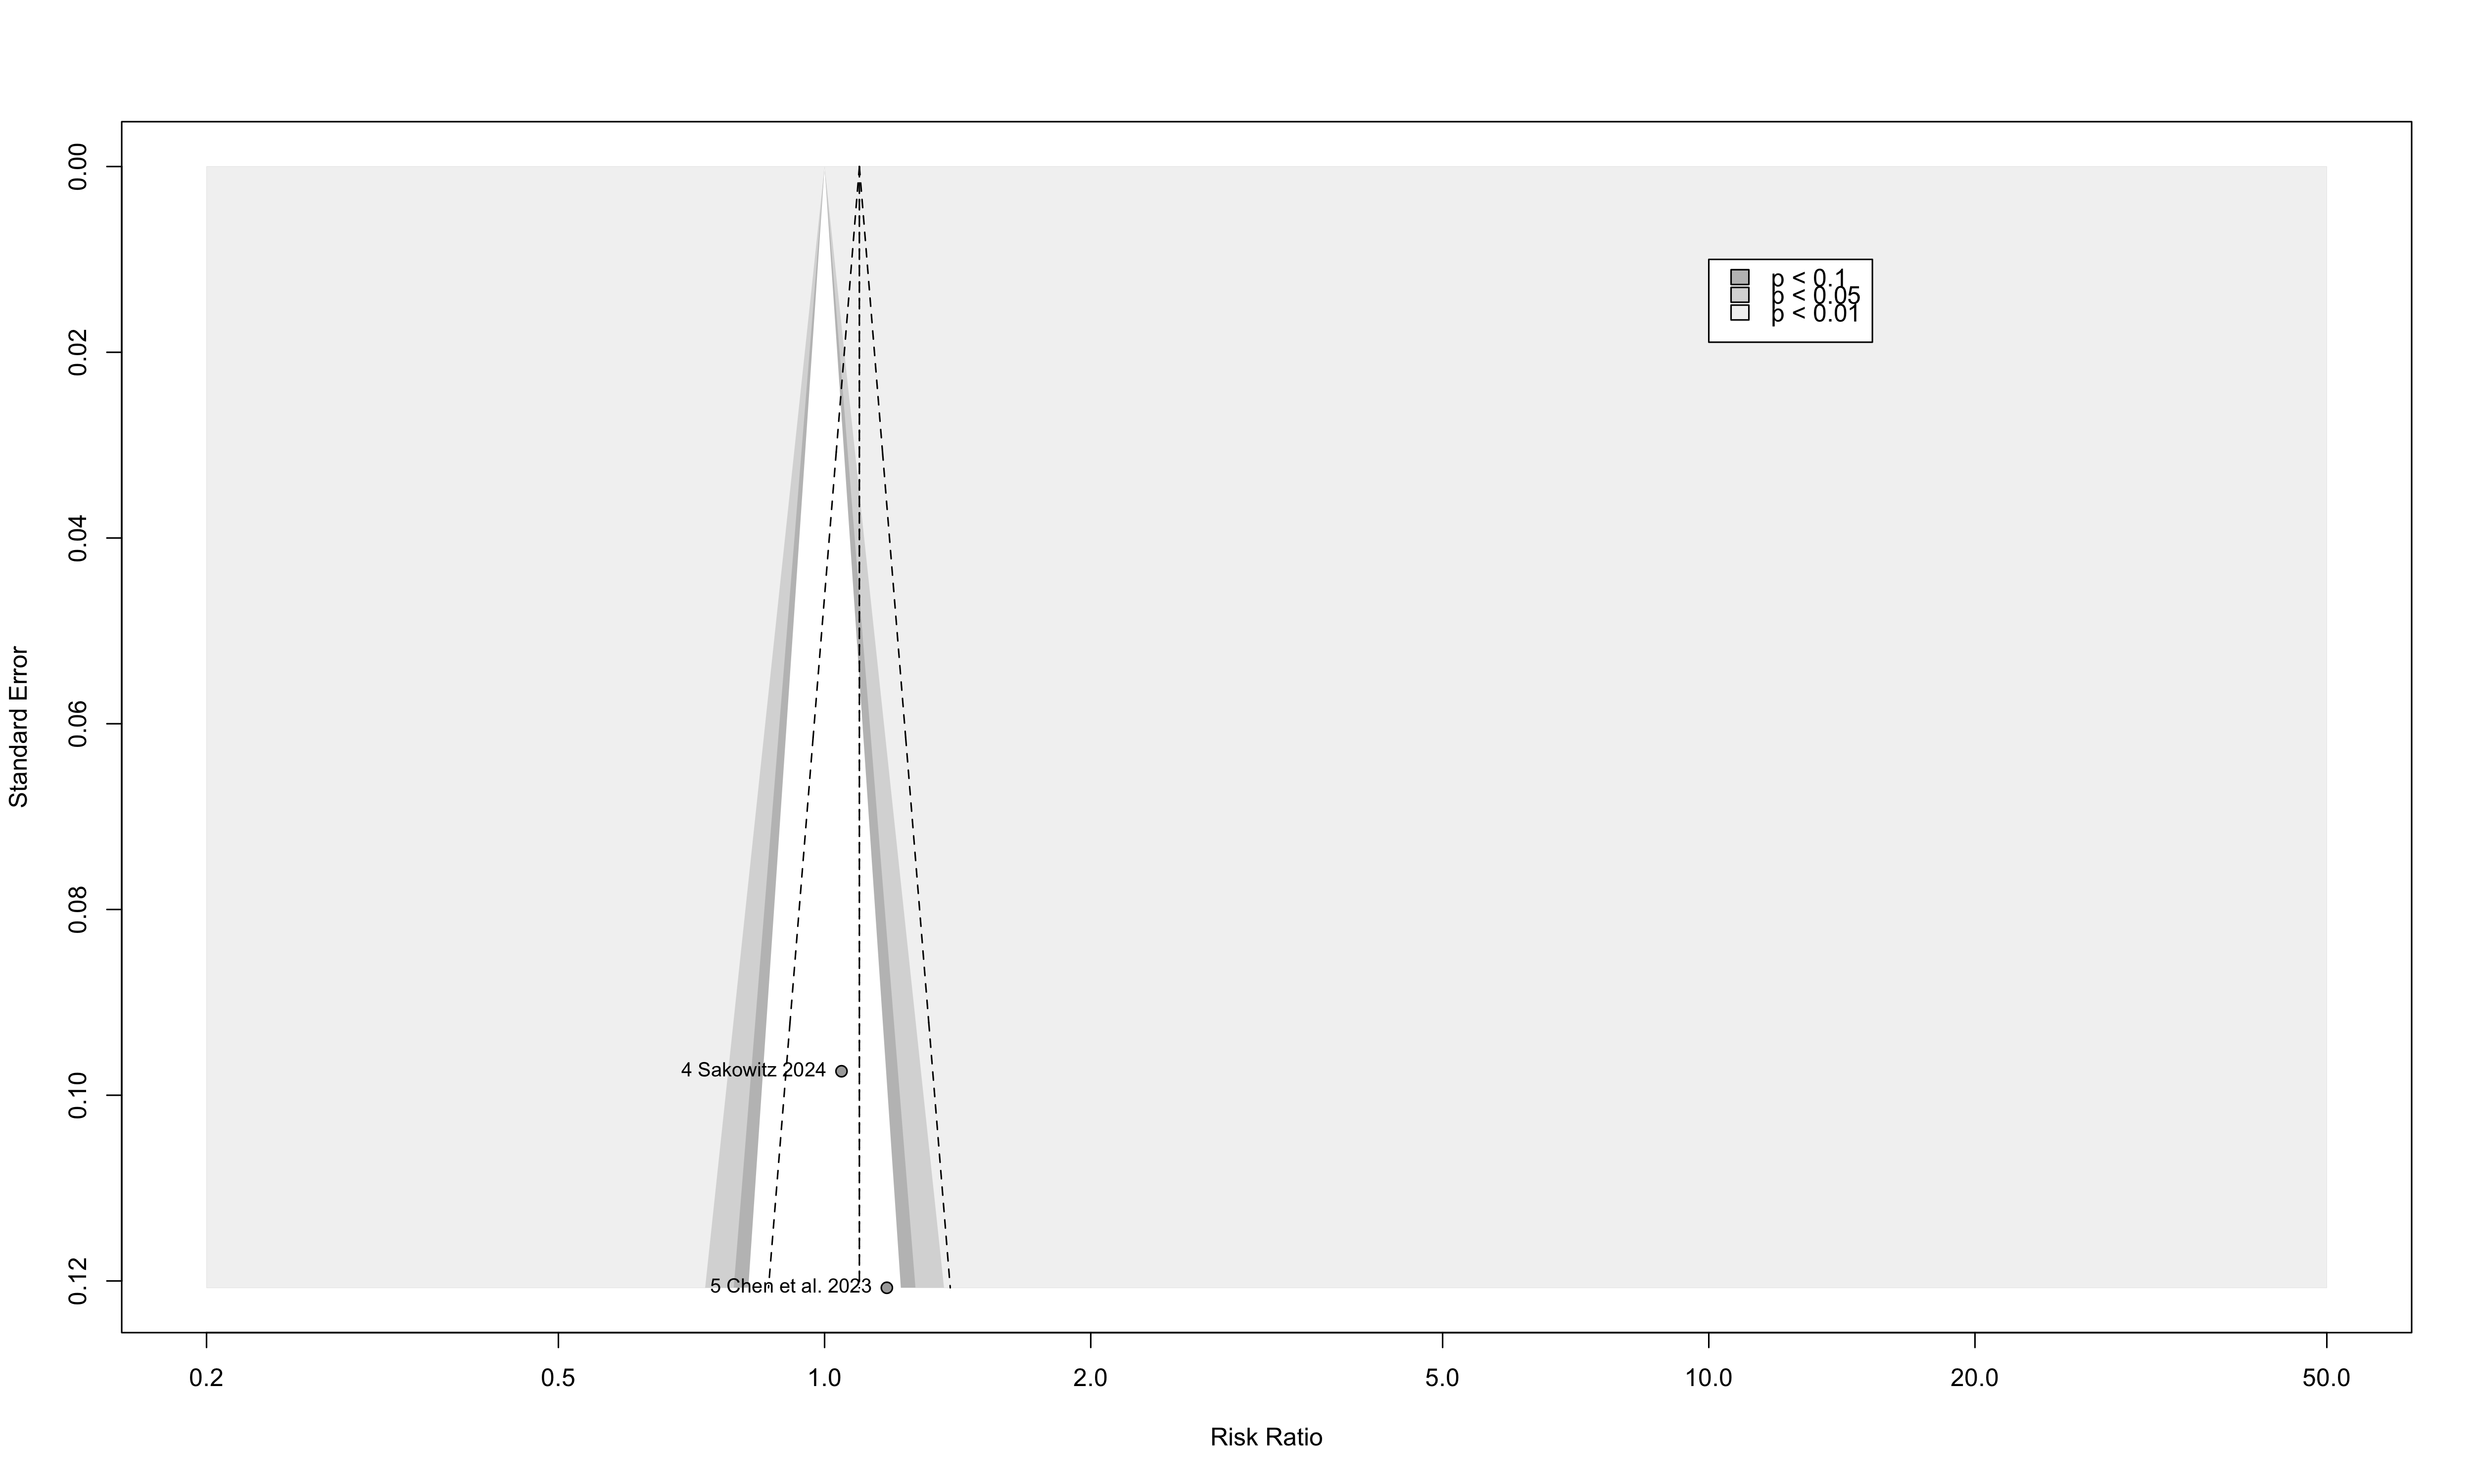 0.00
0.02
0.04
0.06
0.08
0.10
0.12
Standard Error
p < 0.1
p < 0.05
p < 0.01
4 Sakowitz 2024
5 Chen et al. 2023
0.2 0.5 1.0 2.0 5.0 10.0 20.0 50.0
Risk Ratio